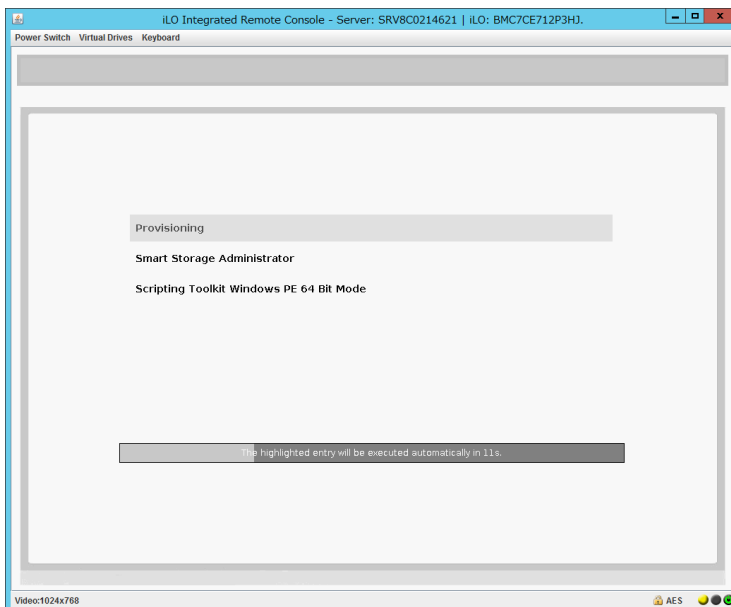 iLO Integrated Remote Console - Server: SRV8C0214621 | iLO: BMC7CE712P3HJ.
Power Switch Virtual Drives Keyboard
Provisioning
Smart Storage Administrator
Scripting Toolkit Windows PE 64 Bit Mode
The highlighted entry will be executed automatically in 11s.
Video:1024x768 AES